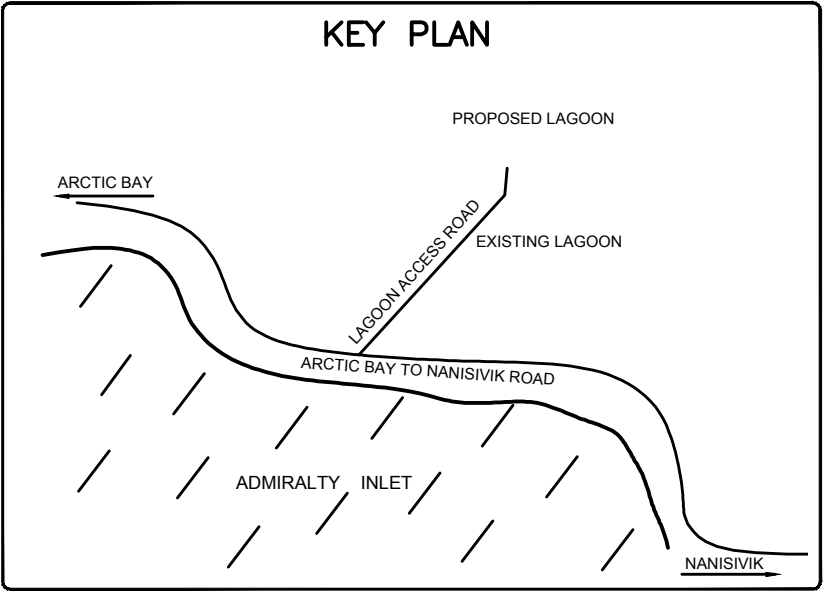 KEY PLAN
PROPOSED LAGOON
ARCTIC BAY
LAGOON ACCESS ROAD
EXISTING LAGOON
ARCTIC BAY TO NANISIVIK ROAD
ADMIRALTY INLET
NANISIVIK